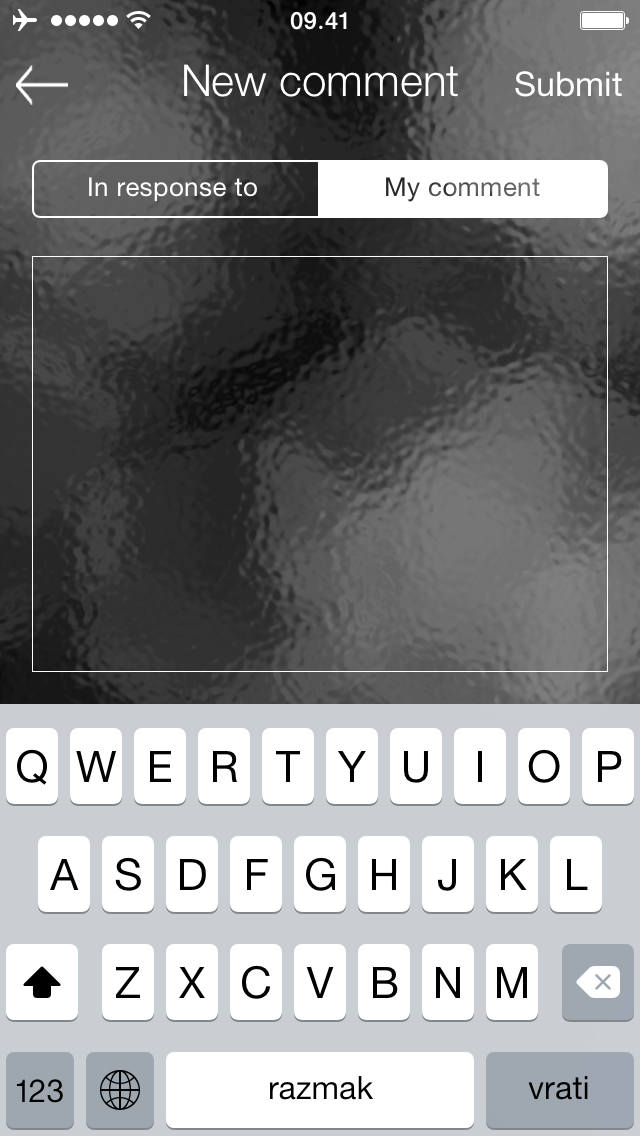 09.41
New comment Submit
In response to My comment
Q W E R T Y U I O P
A S D F G H J K L
Z X C V B N M
123 razmak vrati